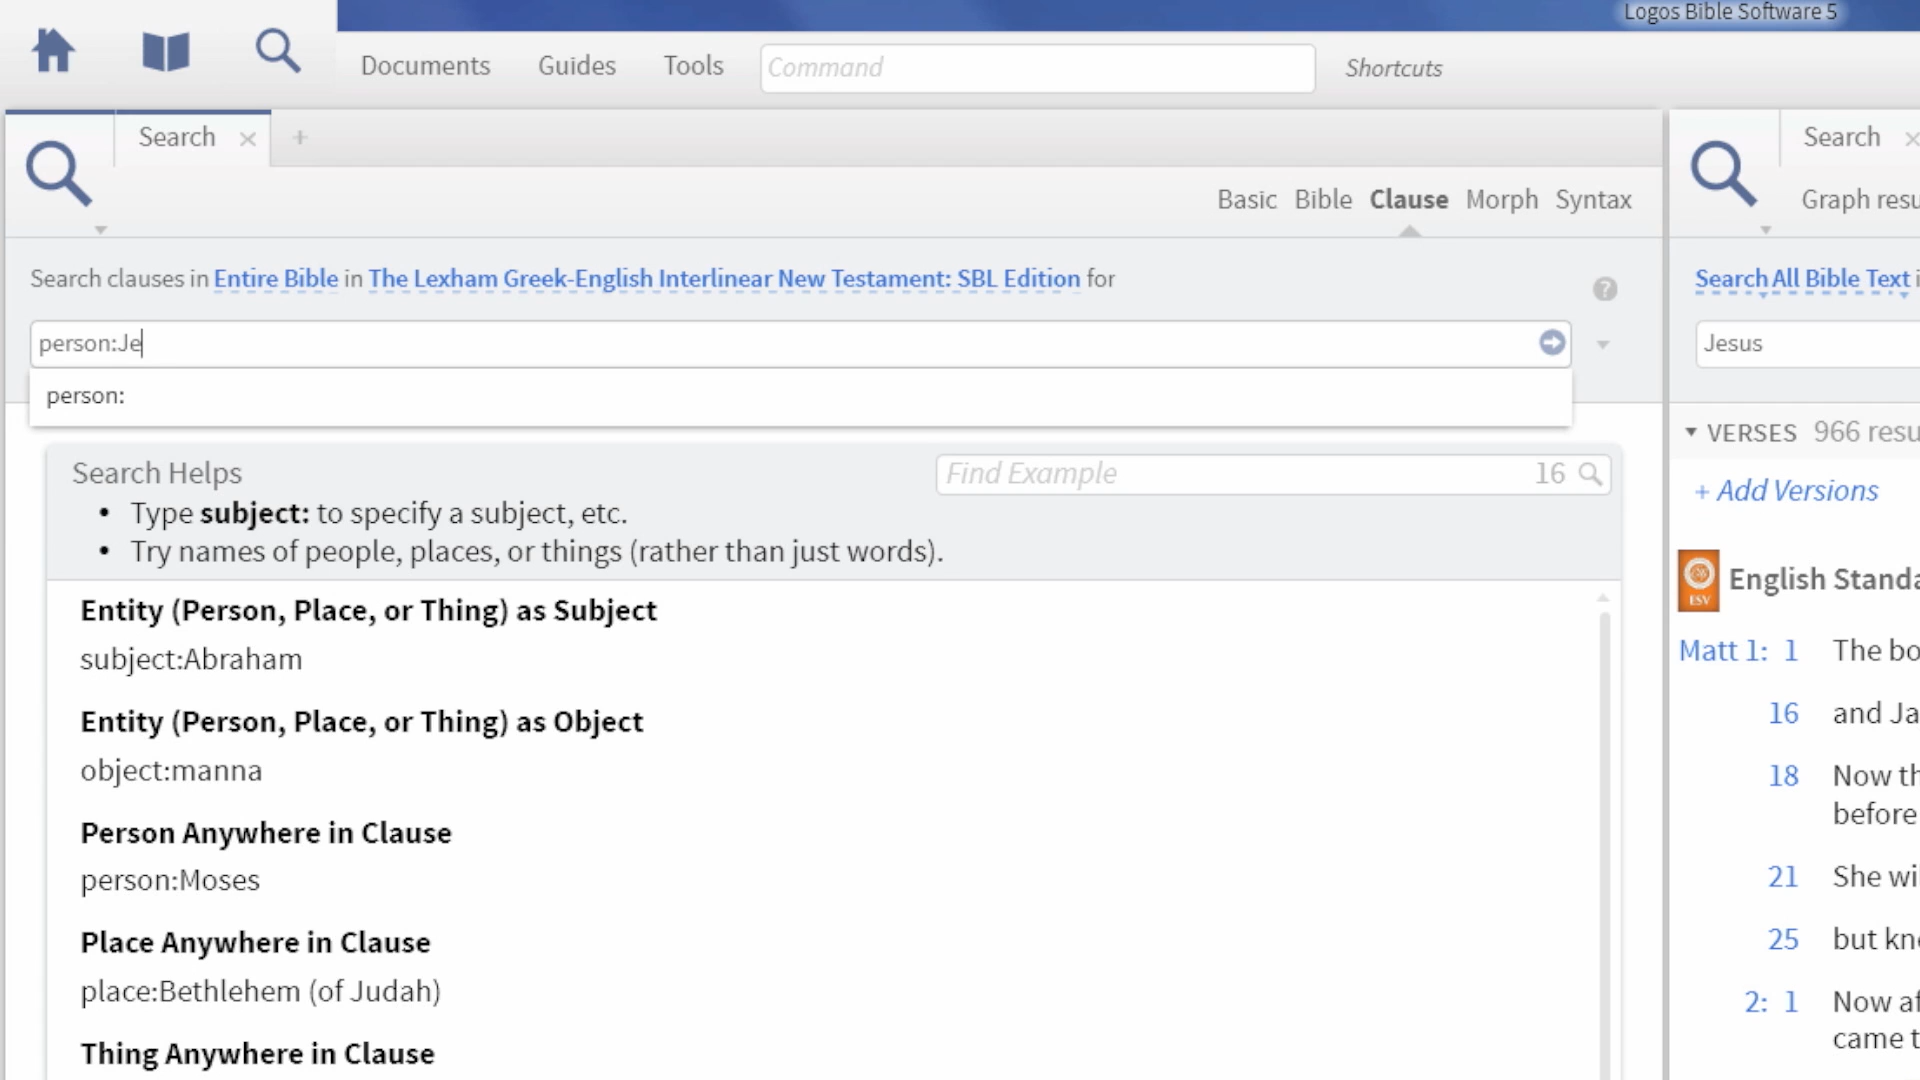 Logos Bible Software 5
Documents Guides Tools Command Shortcuts
Search
Basic Bible Clause Morph Syntax
Search clauses in Entire Bible in The Lexham Greek-English Interlinear New Testament: SBL Edition for
?
person:Je
person:
Search Helps
Find Example 16
• Type subject: to specify a subject, etc.
• Try names of people, places, or things (rather than just words).
Entity (Person, Place, or Thing) as Subject
subject:Abraham
Entity (Person, Place, or Thing) as Object
object:manna
Person Anywhere in Clause
person:Moses
Place Anywhere in Clause
place:Bethlehem (of Judah)
Thing Anywhere in Clause
Search
Graph resu
Search All Bible Text i
Jesus
VERSES 966 resu
+ Add Versions
ESV
English Standa
Matt 1: 1 The bo
16 and Ja
18 Now th
before
21 She wi
25 but kn
2: 1 Now af
came t